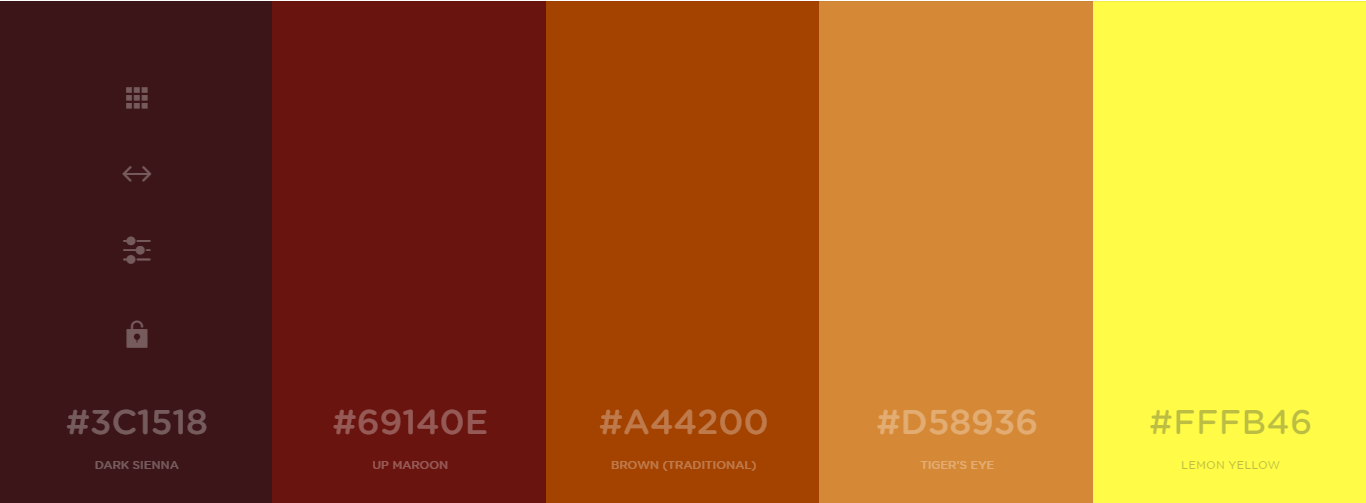 #3C1518
DARK SIENNA
#69140E
UP MAROON
#A44200
BROWN (TRADITIONAL)
#D58936
TIGER'S EYE
#FFFB46
LEMON YELLOW